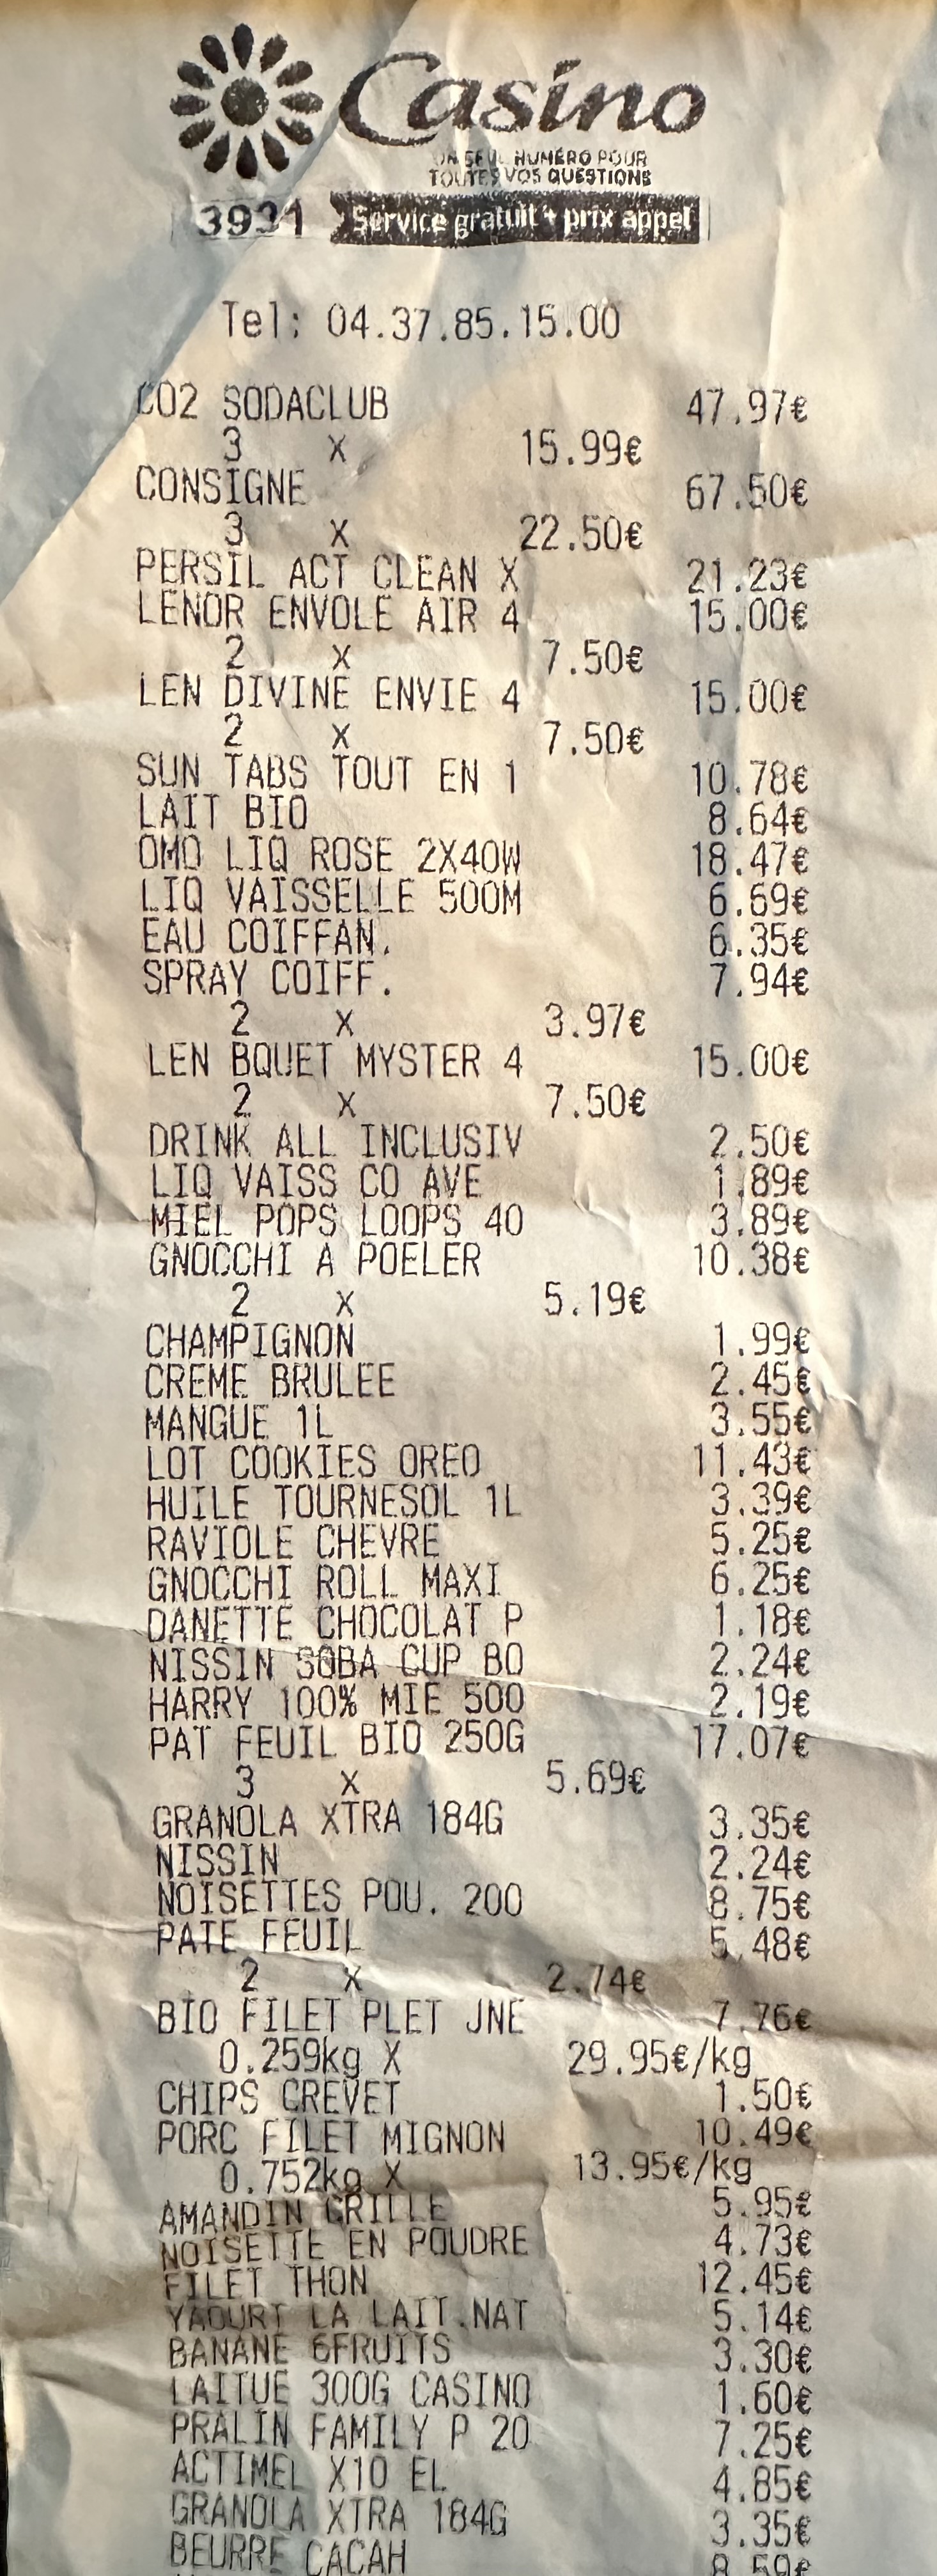 Casino
UN SEUL NUMÉRO POUR
TOUTES VOS QUESTIONS
3931 Service gratuit + prix appel
Tel: 04.37.85.15.00
CO2 SODACLUB 47.97€
3 X 15.99€
CONSIGNE 67.50€
3 X 22.50€
PERSIL ACT CLEAN X 21.23€
LENOR ENVOLE AIR 4 15.00€
2 X 7.50€
LEN DIVINE ENVIE 4 15.00€
2 X 7.50€
SUN TABS TOUT EN 1 10.78€
LAIT BIO 8.64€
OMO LIQ ROSE 2X40W 18.47€
LIQ VAISSELLE 500M 6.69€
EAU COIFFAN. 6.35€
SPRAY COIFF. 7.94€
2 X 3.97€
LEN BQUET MYSTER 4 15.00€
2 X 7.50€
DRINK ALL INCLUSIV 2.50€
LIQ VAISS CO AVE 1.89€
MIEL POPS LOOPS 40 3.89€
GNOCCHI A POELER 10.38€
2 X 5.19€
CHAMPIGNON 1.99€
CREME BRULEE 2.45€
MANGUE 1L 3.55€
LOT COOKIES OREO 11.43€
HUILE TOURNESOL 1L 3.39€
RAVIOLE CHEVRE 5.25€
GNOCCHI ROLL MAXI 6.25€
DANETTE CHOCOLAT P 1.18€
NISSIN SOBA CUP BO 2.24€
HARRY 100% MIE 500 2.19€
PAT FEUIL BIO 250G 17.07€
3 X 5.69€
GRANOLA XTRA 184G 3.35€
NISSIN 2.24€
NOISETTES POU. 200 8.75€
PATE FEUIL 5.48€
2 X 2.74€
BIO FILET PLET JNE 7.76€
0.259kg X 29.95€/kg
CHIPS CREVET 1.50€
PORC FILET MIGNON 10.49€
0.752kg X 13.95€/kg
AMANDIN GRILLE 5.95€
NOISETTE EN POUDRE 4.73€
FILET THON 12.45€
YAOURT LA LAIT.NAT 5.14€
BANANE 6FRUITS 3.30€
LAITUE 300G CASINO 1.60€
PRALIN FAMILY P 20 7.25€
ACTIMEL X10 EL 4.85€
GRANOLA XTRA 184G 3.35€
BEURRE CACAH 8.59€